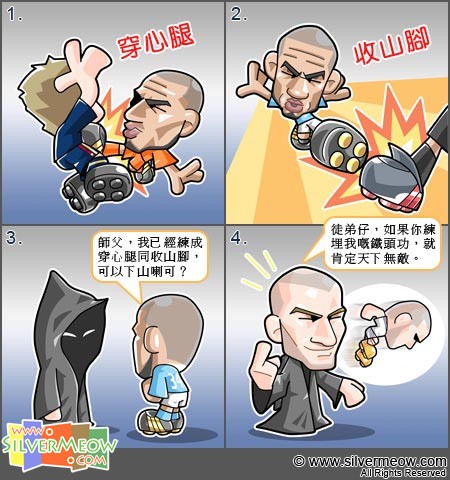 1.
穿心腿
2.
收山腳
3.
師父，我已經練成
穿心腿同收山腳，
可以下山喇可？
4.
徒弟仔，如果你練
埋我嘅鐵頭功，就
肯定天下無敵。
www.
SILVERMEOW
.com
© www.silvermeow.com
All Rights Reserved